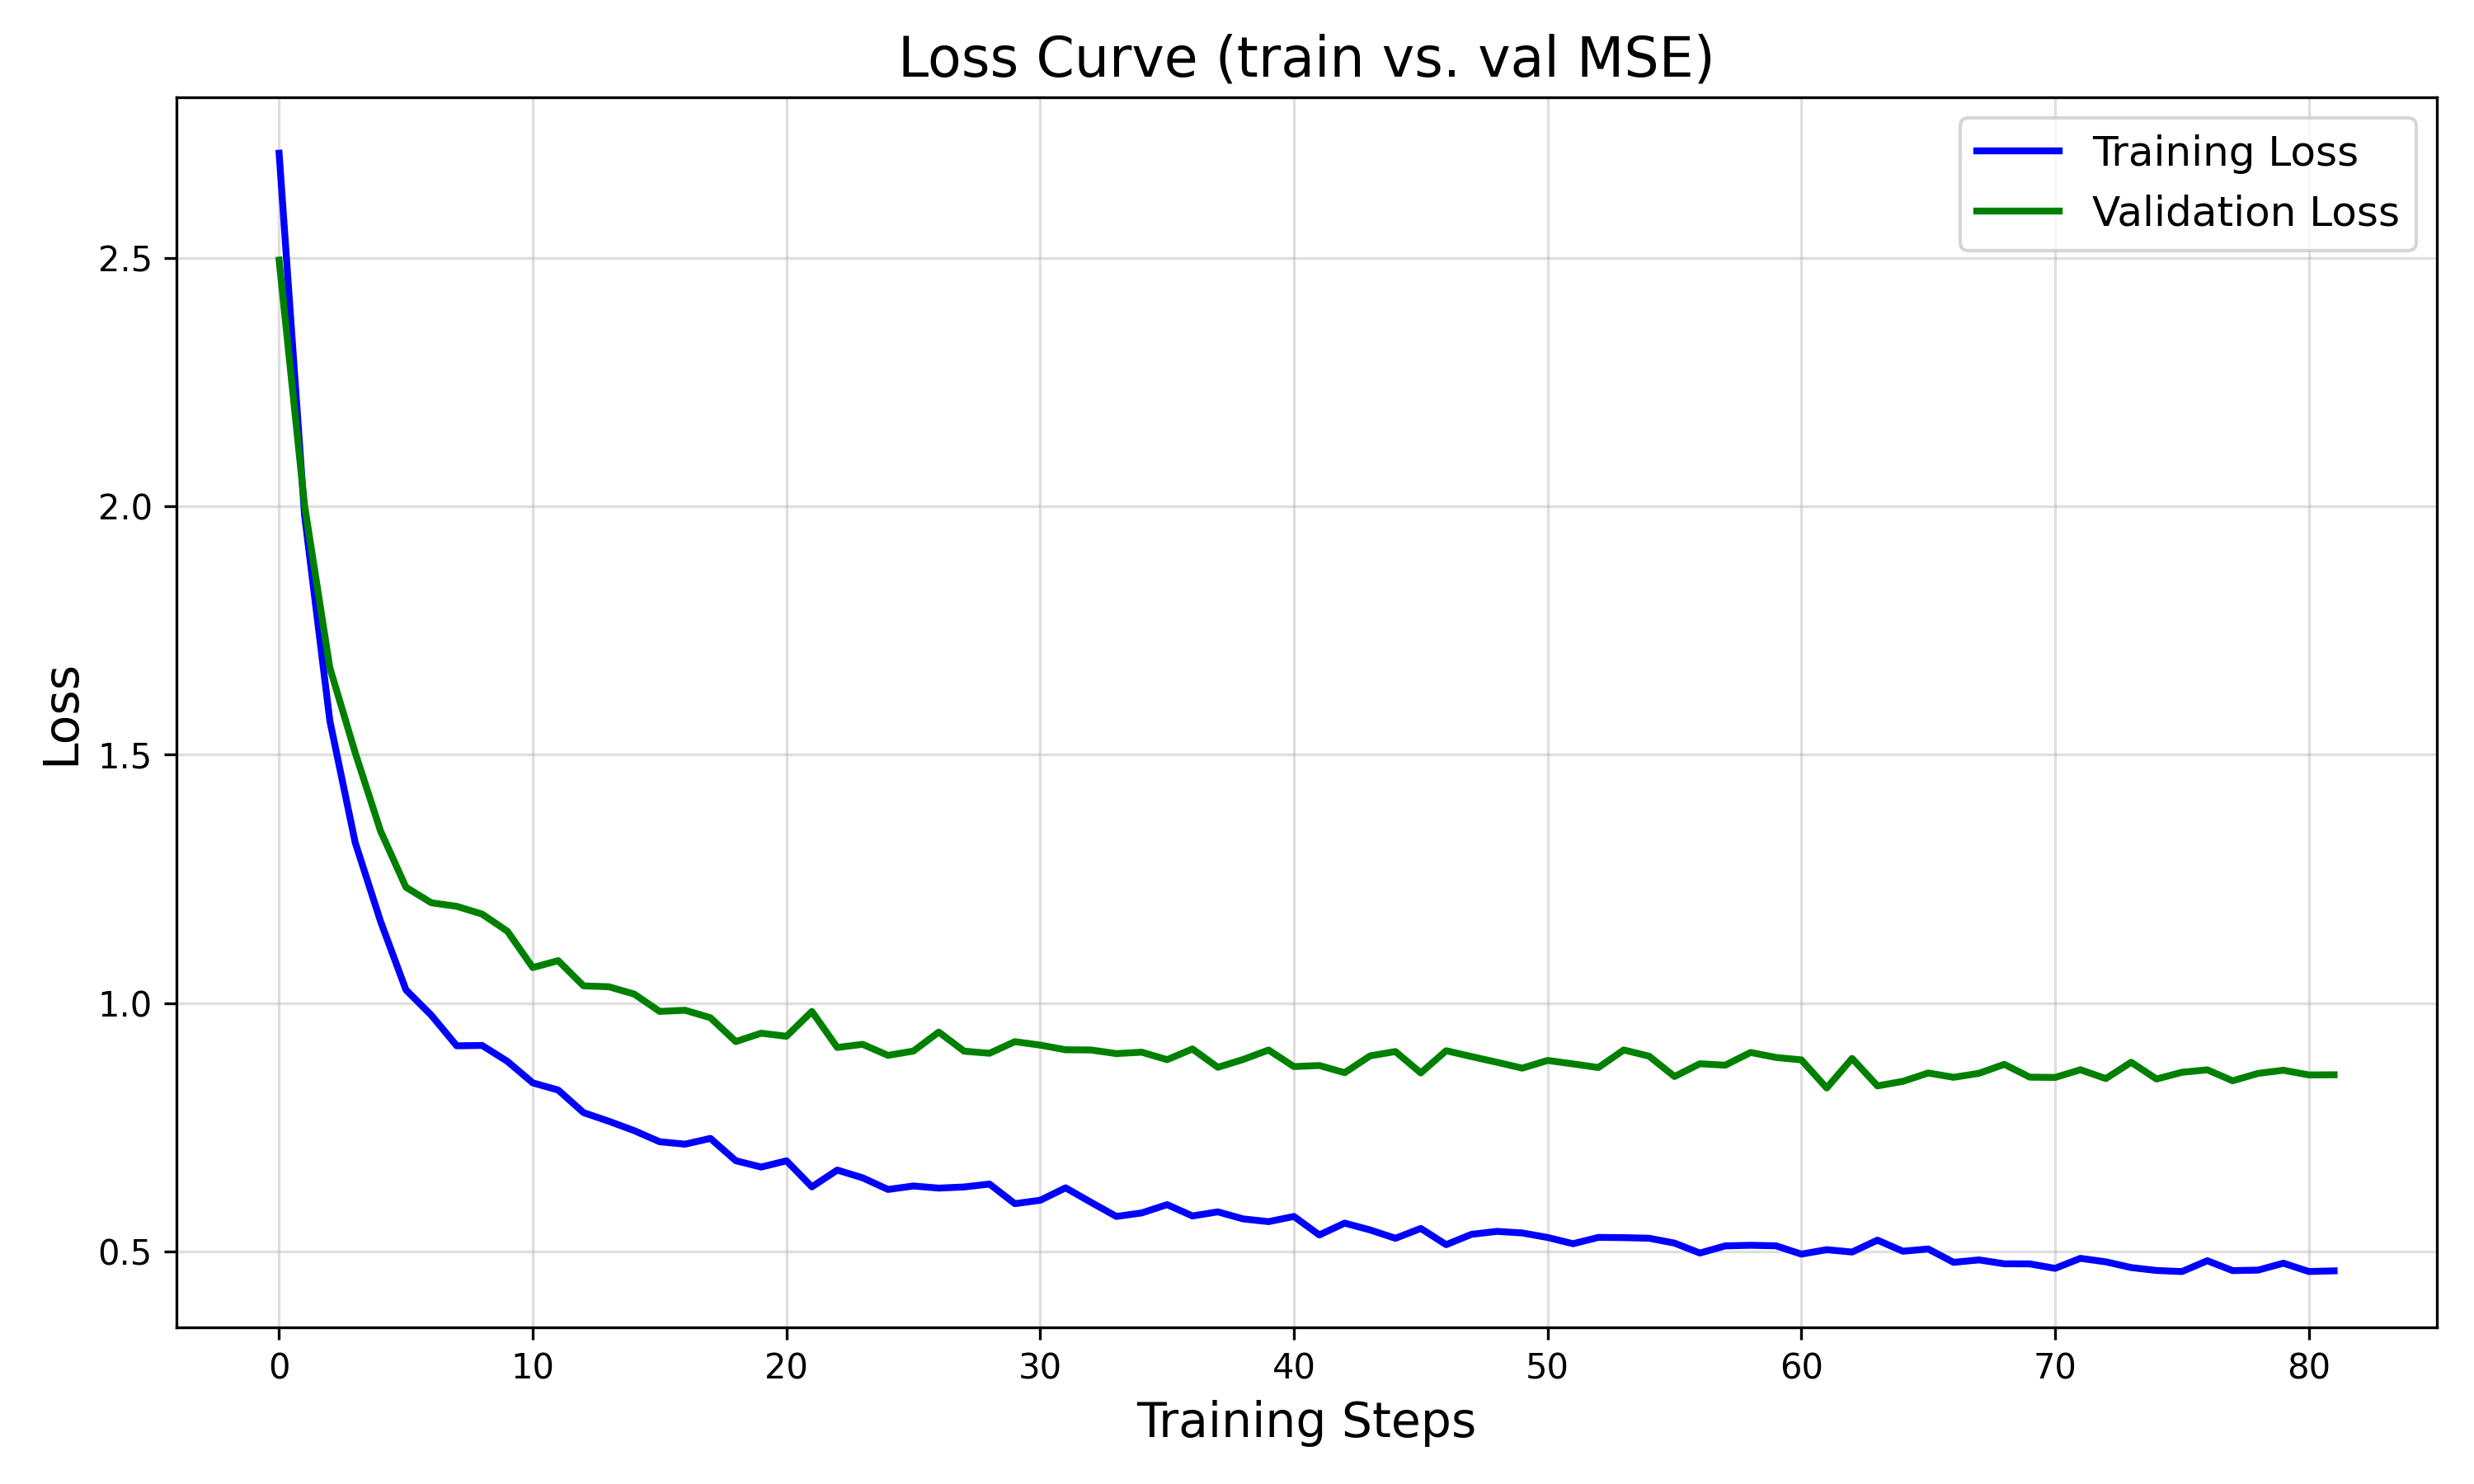 Loss Curve (train vs. val MSE)
Training Loss
Validation Loss
Loss
2.5
2.0
1.5
1.0
0.5
0 10 20 30 40 50 60 70 80
Training Steps